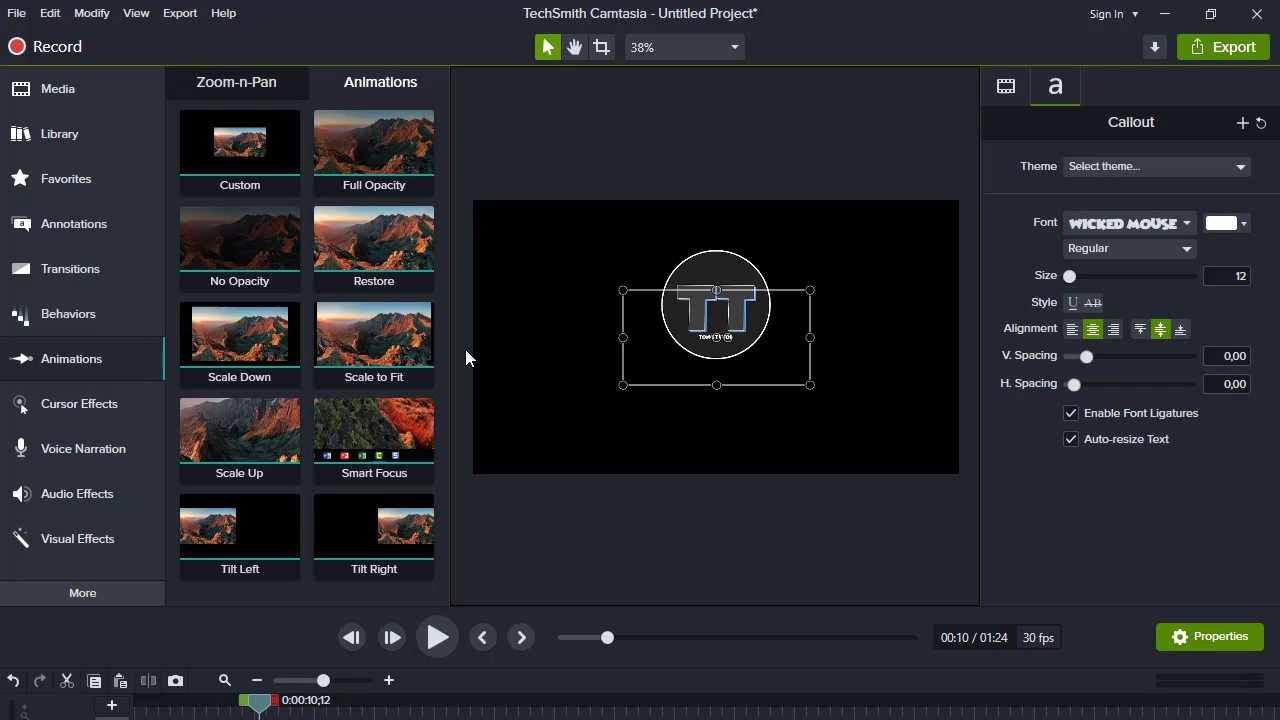 File Edit Modify View Export Help
TechSmith Camtasia - Untitled Project*
Sign In
Record
38%
Export
Media
Library
Favorites
Annotations
Transitions
Behaviors
Animations
Cursor Effects
Voice Narration
Audio Effects
Visual Effects
More
Zoom-n-Pan
Animations
Custom
Full Opacity
No Opacity
Restore
Scale Down
Scale to Fit
Scale Up
Smart Focus
Tilt Left
Tilt Right
TT
a
Callout
Theme Select theme...
Font WICKED MOUSE
Regular
Size 12
Style U AB
Alignment
V. Spacing 0,00
H. Spacing 0,00
Enable Font Ligatures
Auto-resize Text
00:10 / 01:24 30 fps
Properties
0:00:10;12